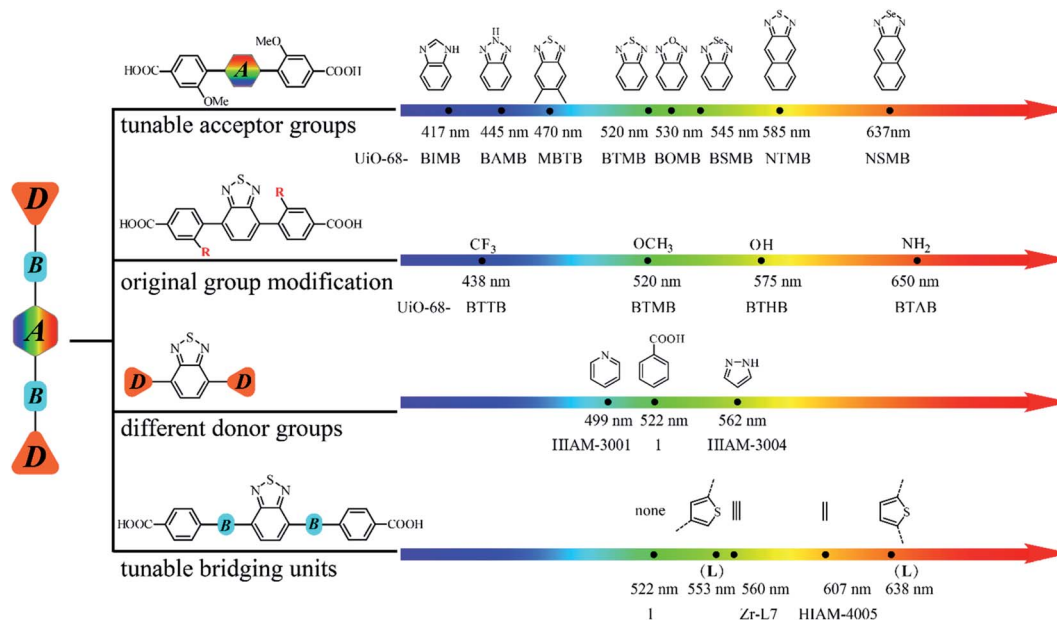 HOOC A MeO COOH
OMe
NH
H
N N N
S
N N
S
N N
O
N N
Se
N N
S
N N
Se
N N
tunable acceptor groups
417 nm 445 nm 470 nm 520 nm 530 nm 545 nm 585 nm 637nm
UiO-68- BIMB BAMB MBTB BTMB BOMB BSMB NTMB NSMB
D
B
A
B
D
S
N N
HOOC R R COOH
CF3 OCH3 OH NH2
original group modification
438 nm 520 nm 575 nm 650 nm
UiO-68- BTTB BTMB BTHB BTAB
S
N N
D D
N
COOH
N NH
different donor groups
499 nm 522 nm 562 nm
HIAM-3001 1 HIAM-3004
S
N N
HOOC B B COOH
none S S
tunable bridging units
(L) (L)
522 nm 553 nm 560 nm 607 nm 638 nm
1 Zr-L7 HIAM-4005